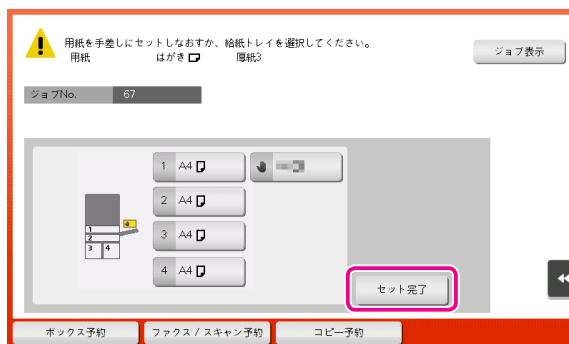 用紙を手差しにセットしなおすか、給紙トレイを選択してください。
用紙 はがき 厚紙3
ジョブ表示
ジョブNo. 67
1 A4
2 A4
3 A4
4 A4
1
2
3 4
セット完了
ボックス予約 ファクス / スキャン予約 コピー予約